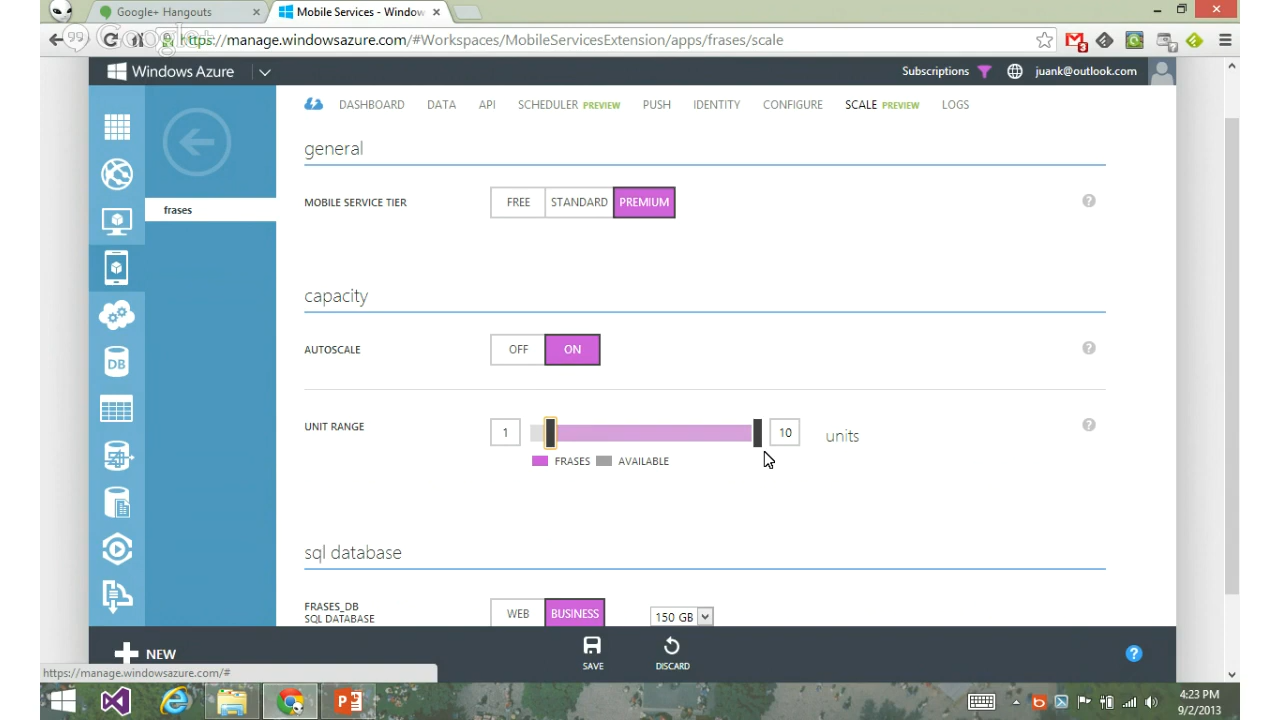 Google+ Hangouts
Mobile Services - Window
99
Google+
https://manage.windowsazure.com/#Workspaces/MobileServicesExtension/apps/frases/scale
Windows Azure
Subscriptions
juank@outlook.com
DASHBOARD DATA API SCHEDULER PREVIEW PUSH IDENTITY CONFIGURE SCALE PREVIEW LOGS
general
frases
MOBILE SERVICE TIER
FREE STANDARD PREMIUM
?
capacity
AUTOSCALE
OFF ON
?
UNIT RANGE
1
10
units
?
FRASES AVAILABLE
DB
sql database
FRASES_DB
SQL DATABASE
WEB BUSINESS
150 GB
NEW
SAVE
DISCARD
?
https://manage.windowsazure.com/#
4:23 PM
9/2/2013